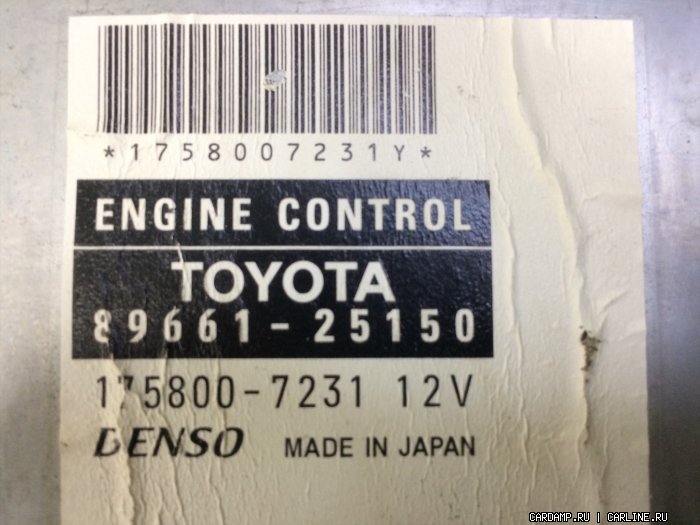 *1758007231Y*
ENGINE CONTROL
TOYOTA
89661-25150
175800-7231 12V
DENSO MADE IN JAPAN
CARDAMP.RU | CARLINE.RU